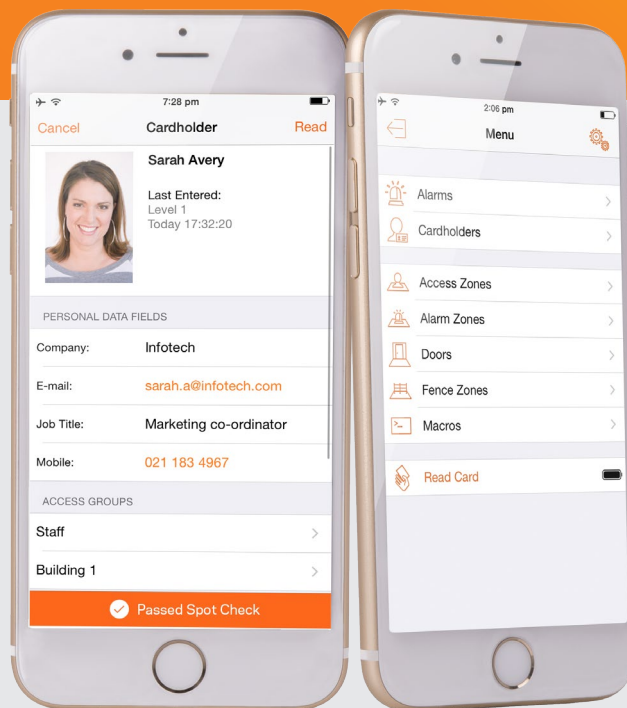 7:28 pm
Cancel Cardholder Read
Sarah Avery
Last Entered:
Level 1
Today 17:32:20
PERSONAL DATA FIELDS
Company: Infotech
E-mail: sarah.a@infotech.com
Job Title: Marketing co-ordinator
Mobile: 021 183 4967
ACCESS GROUPS
Staff
Building 1
Passed Spot Check
2:06 pm
Menu
Alarms
Cardholders
Access Zones
Alarm Zones
Doors
Fence Zones
Macros
Read Card